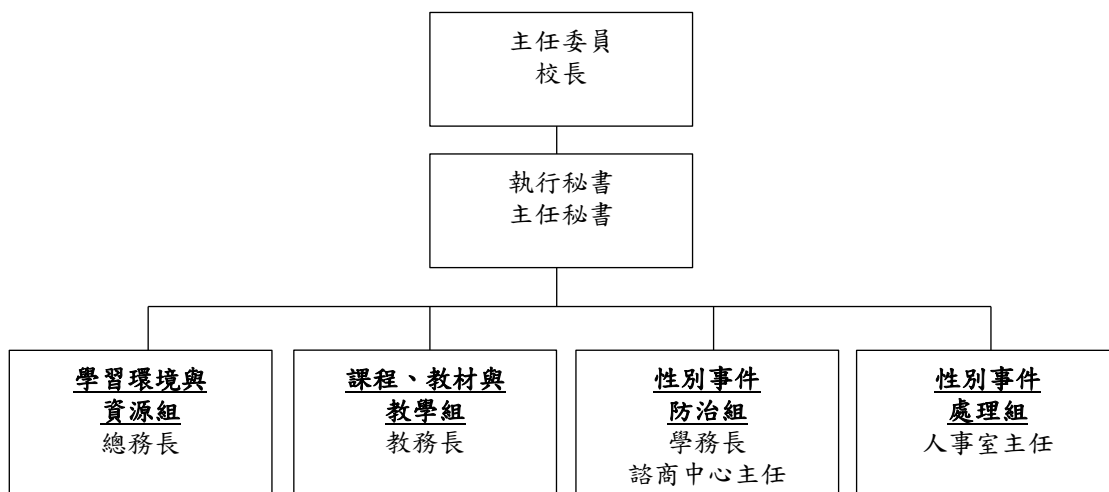 主任委員
校長
執行秘書
主任秘書
學習環境與
資源組
總務長
課程、教材與
教學組
教務長
性別事件
防治組
學務長
諮商中心主任
性別事件
處理組
人事室主任